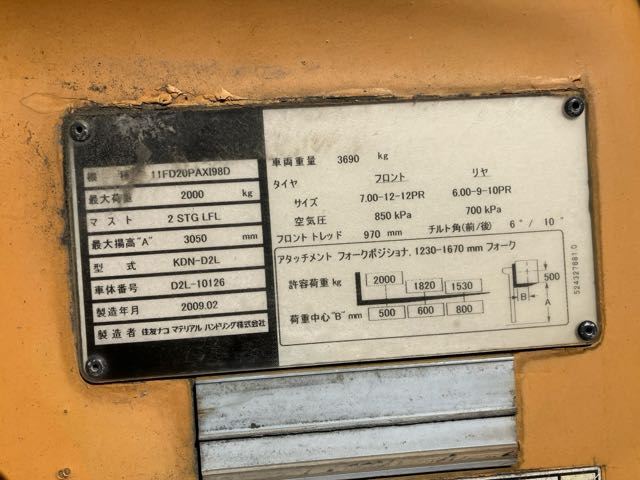 機 種 11FD20PAXI98D
最大荷重 2000 kg
マスト 2 STG LFL
最大揚高"A" 3050 mm
型式 KDN-D2L
車体番号 D2L-10126
製造年月 2009.02
製造者 住友ナコ マテリアル ハンドリング株式会社
車両重量 3690 kg
タイヤ フロント リヤ
サイズ 7.00-12-12PR 6.00-9-10PR
空気圧 850 kPa 700 kPa
フロントトレッド 970 mm チルト角(前/後) 6°/ 10°
アタッチメント フォークポジショナ, 1230-1670 mm フォーク
許容荷重 kg 2000 1820 1530
荷重中心"B" mm 500 600 800
500
B
A
524327681.0